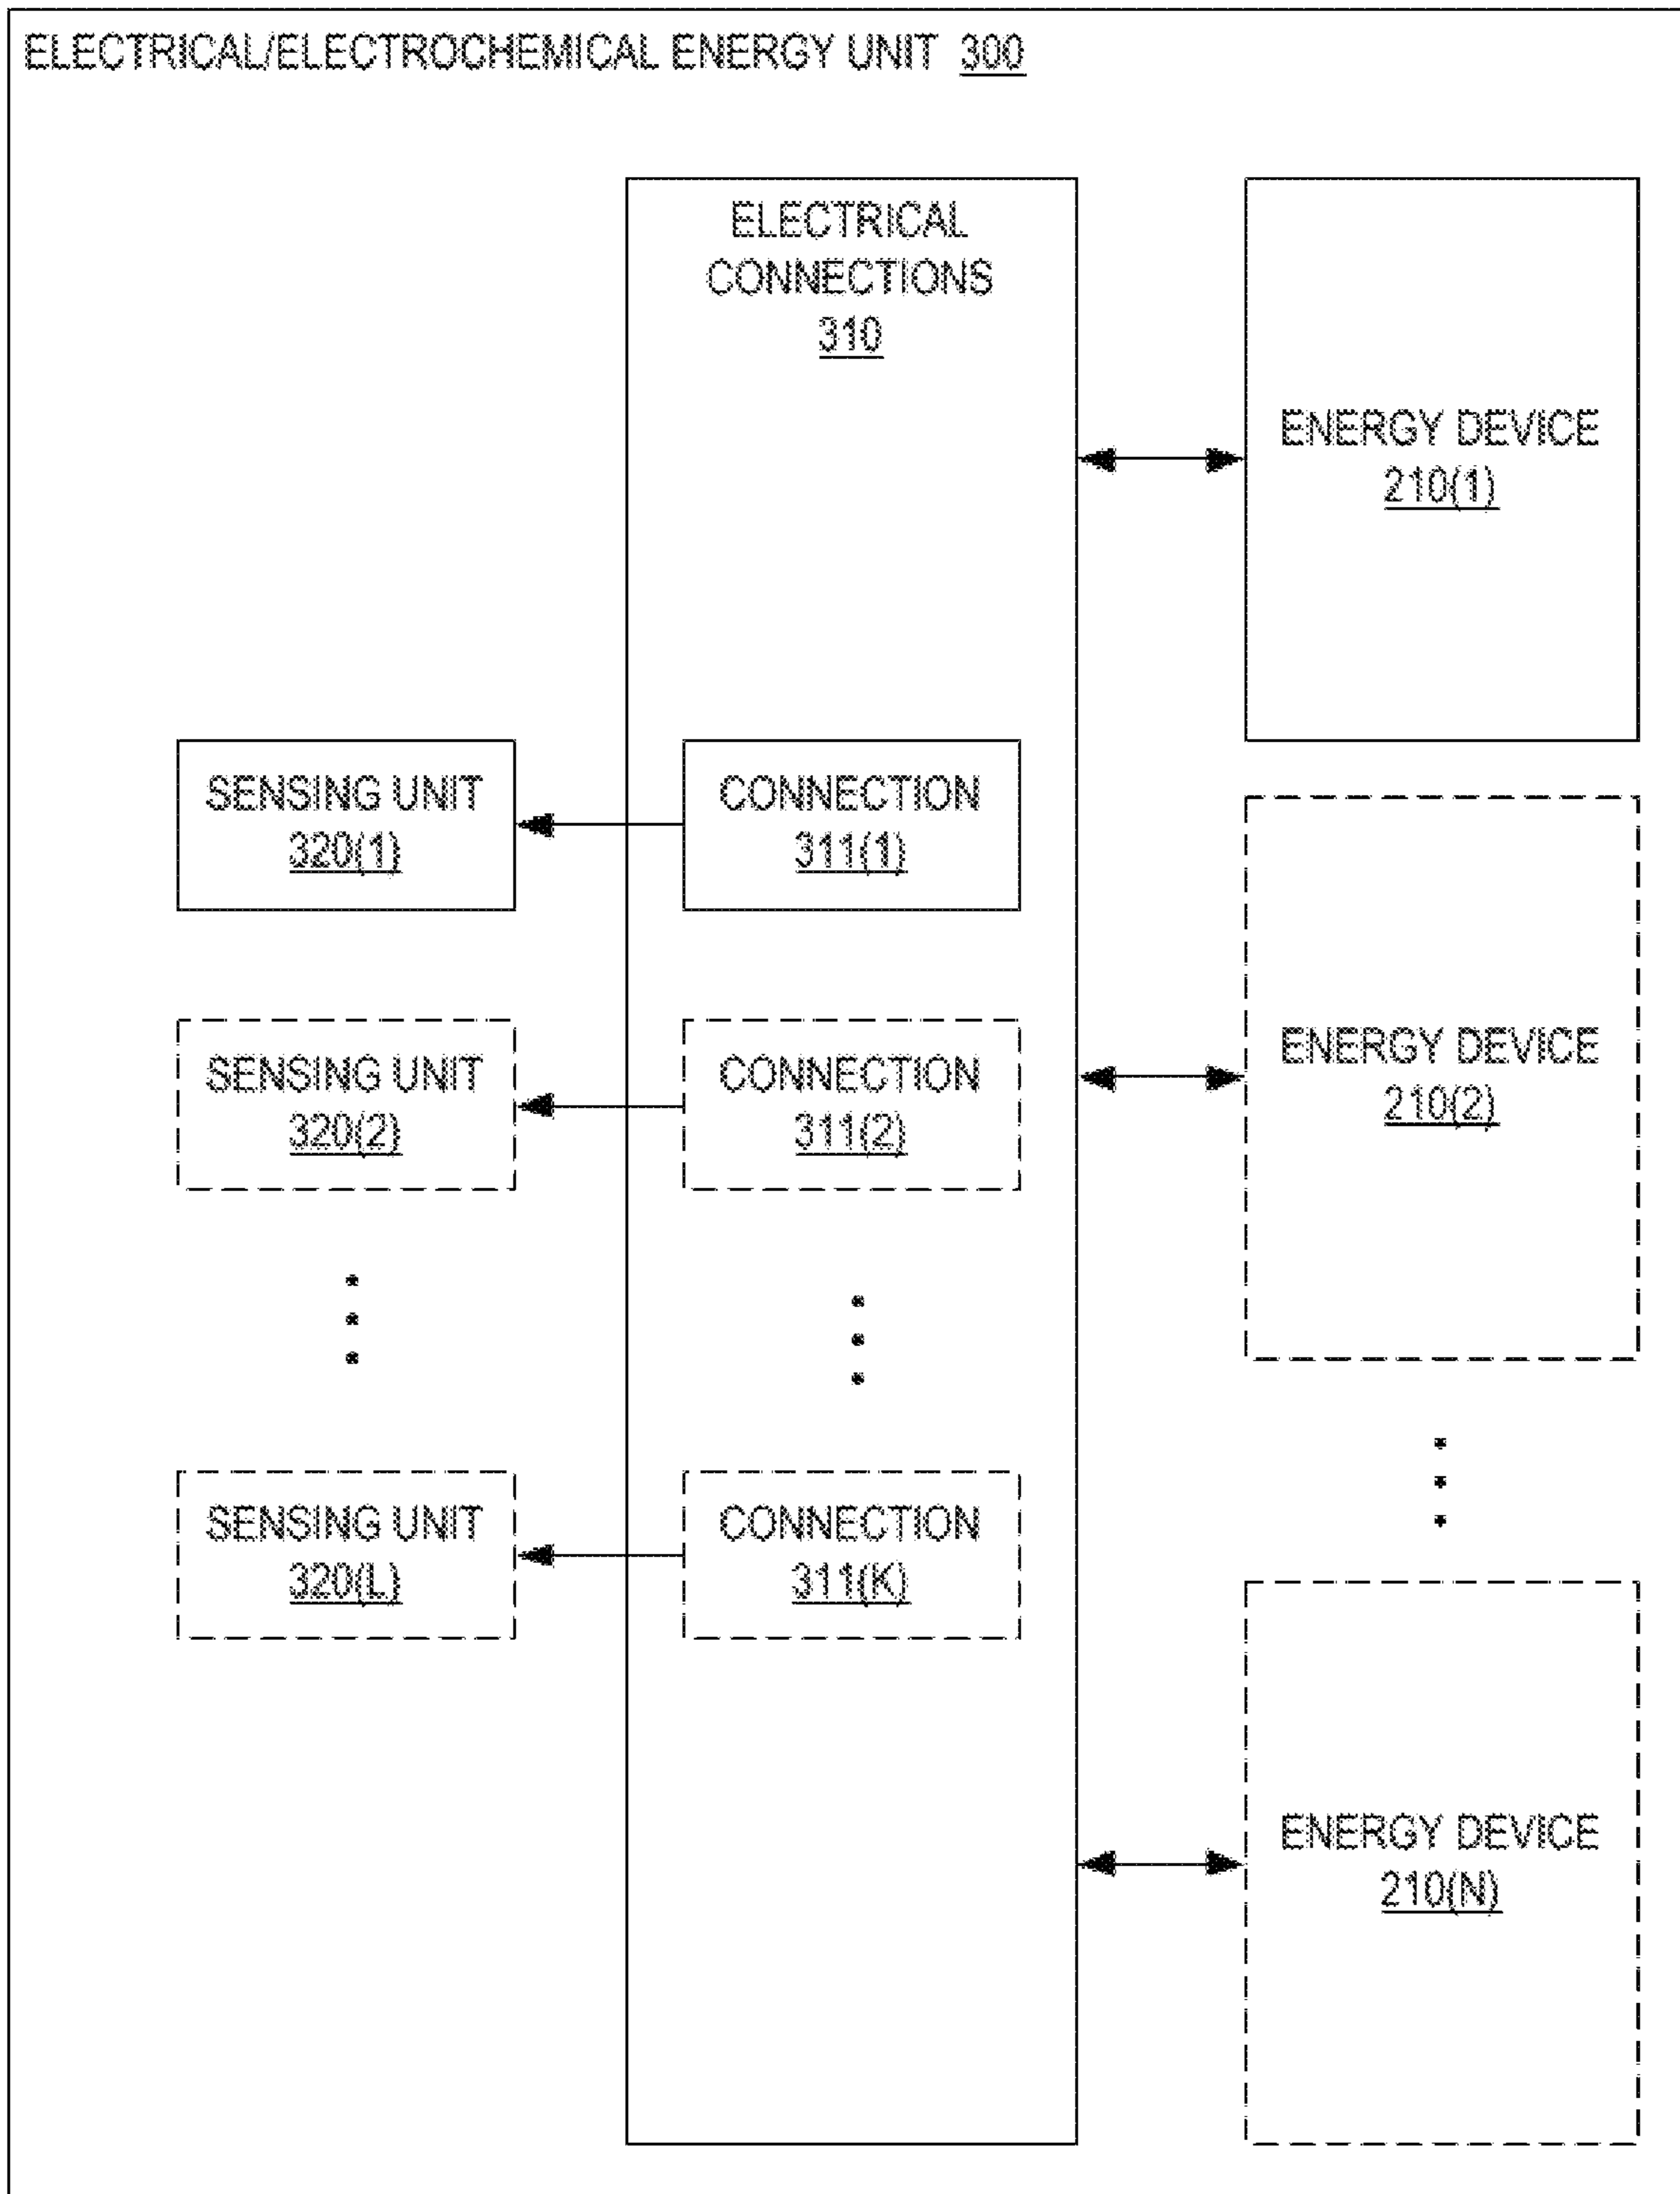 ELECTRICAL/ELECTROCHEMICAL ENERGY UNIT 300
ELECTRICAL
CONNECTIONS
310
ENERGY DEVICE
210(1)
SENSING UNIT
320(1)
CONNECTION
311(1)
SENSING UNIT
320(2)
CONNECTION
311(2)
ENERGY DEVICE
210(2)
SENSING UNIT
320(L)
CONNECTION
311(K)
ENERGY DEVICE
210(N)